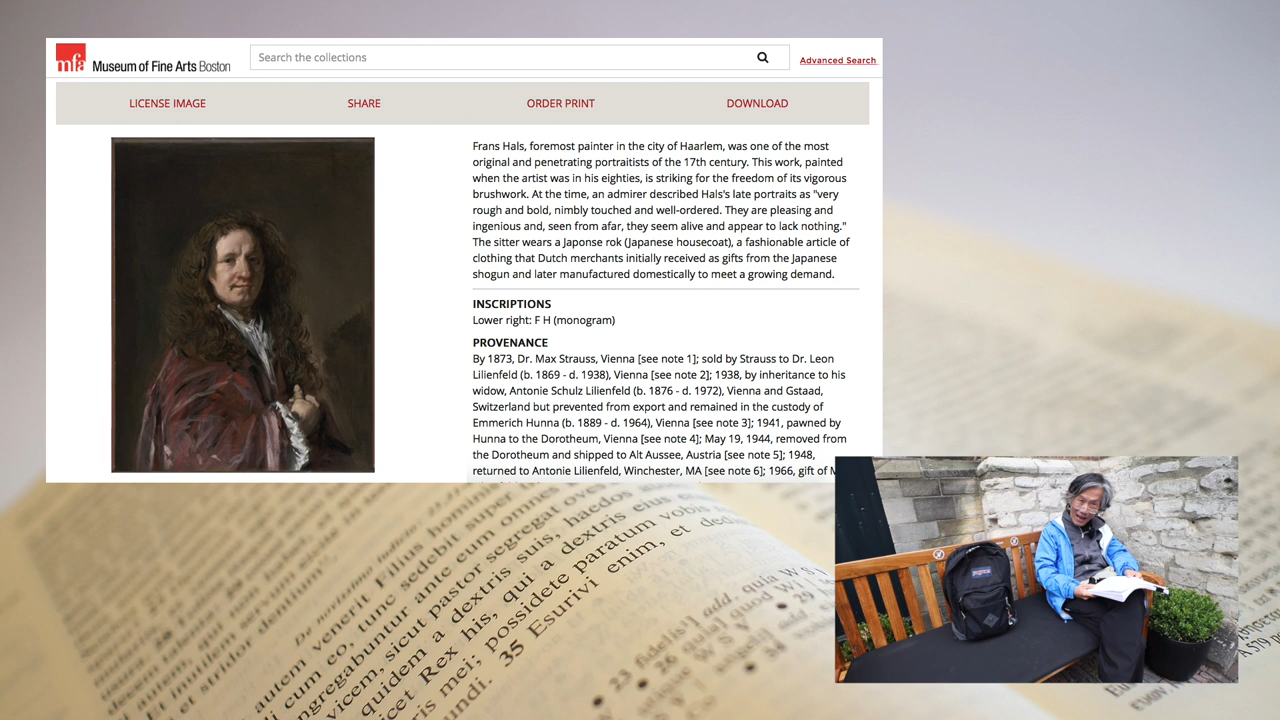 mfa
Museum of Fine Arts Boston
Search the collections
Advanced Search
LICENSE IMAGE
SHARE
ORDER PRINT
DOWNLOAD
Frans Hals, foremost painter in the city of Haarlem, was one of the most
original and penetrating portraitists of the 17th century. This work, painted
when the artist was in his eighties, is striking for the freedom of its vigorous
brushwork. At the time, an admirer described Hals's late portraits as "very
rough and bold, nimbly touched and well-ordered. They are pleasing and
ingenious and, seen from afar, they seem alive and appear to lack nothing."
The sitter wears a Japonse rok (Japanese housecoat), a fashionable article of
clothing that Dutch merchants initially received as gifts from the Japanese
shogun and later manufactured domestically to meet a growing demand.
INSCRIPTIONS
Lower right: F H (monogram)
PROVENANCE
By 1873, Dr. Max Strauss, Vienna [see note 1]; sold by Strauss to Dr. Leon
Lilienfeld (b. 1869 - d. 1938), Vienna [see note 2]; 1938, by inheritance to his
widow, Antonie Schulz Lilienfeld (b. 1876 - d. 1972), Vienna and Gstaad,
Switzerland but prevented from export and remained in the custody of
Emmerich Hunna (b. 1889 - d. 1964), Vienna [see note 3]; 1941, pawned by
Hunna to the Dorotheum, Vienna [see note 4]; May 19, 1944, removed from
the Dorotheum and shipped to Alt Aussee, Austria [see note 5]; 1948,
returned to Antonie Lilienfeld, Winchester, MA [see note 6]; 1966, gift of
JANSPORT
autem venerit Filius hominis
tunc sedebit super
ante eum omnes
sicut pastor segregat oves
quidem a dextris suis, haedos
Rex his, qui a dextris eius
mei; possidete paratum vobis
35 Esurivi enim, et
23 fidelis] add. quia W S
26 quia] quod W